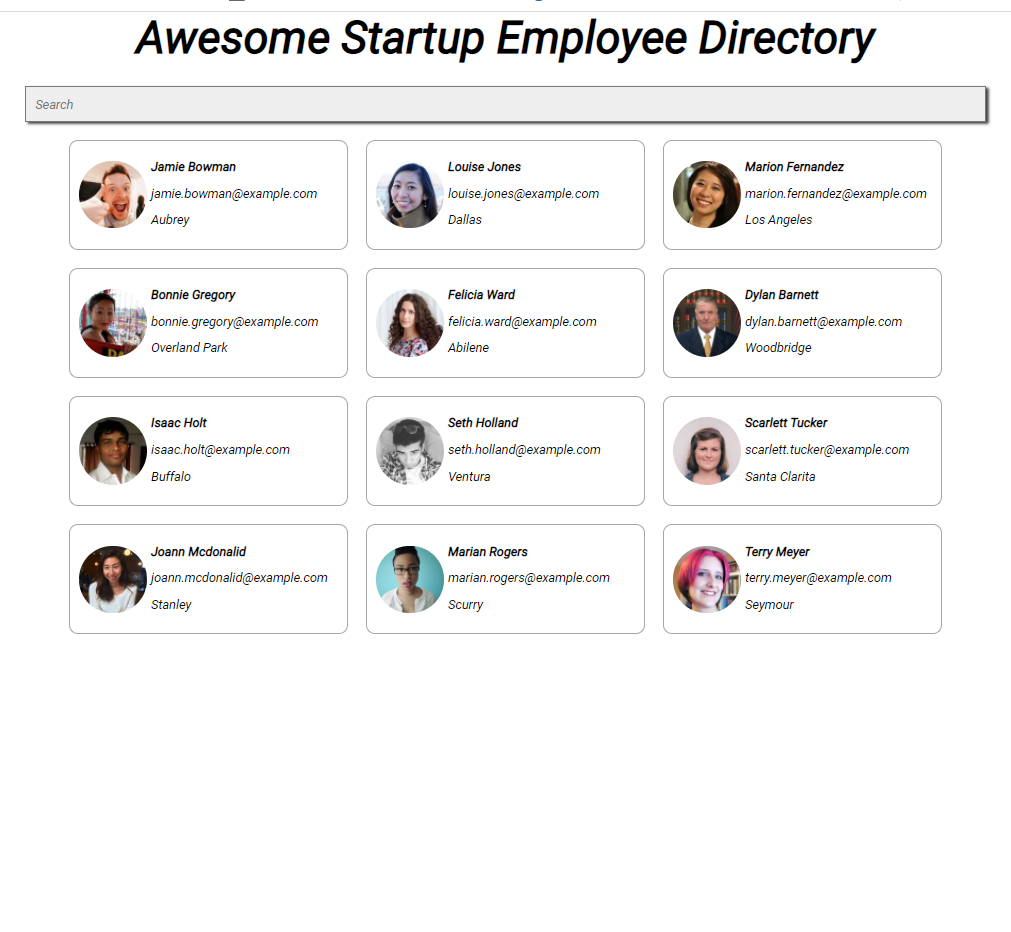 Awesome Startup Employee Directory
Search
Jamie Bowman
jamie.bowman@example.com
Aubrey
Louise Jones
louise.jones@example.com
Dallas
Marion Fernandez
marion.fernandez@example.com
Los Angeles
Bonnie Gregory
bonnie.gregory@example.com
Overland Park
Felicia Ward
felicia.ward@example.com
Abilene
Dylan Barnett
dylan.barnett@example.com
Woodbridge
Isaac Holt
isaac.holt@example.com
Buffalo
Seth Holland
seth.holland@example.com
Ventura
Scarlett Tucker
scarlett.tucker@example.com
Santa Clarita
Joann Mcdonalid
joann.mcdonalid@example.com
Stanley
Marian Rogers
marian.rogers@example.com
Scurry
Terry Meyer
terry.meyer@example.com
Seymour